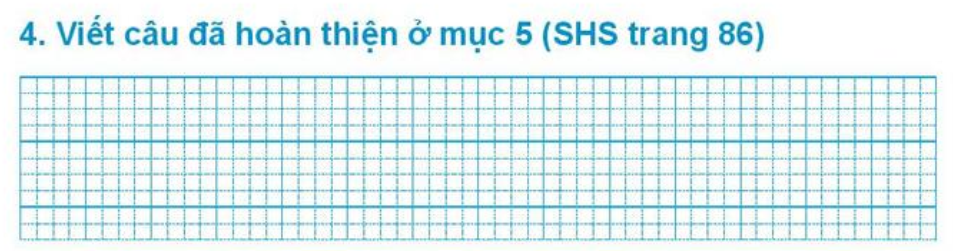 4. Viết câu đã hoàn thiện ở mục 5 (SHS trang 86)